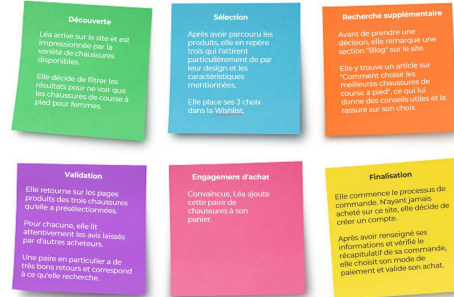 Découverte
Léa arrive sur le site et est
impressionnée par la
variété de chaussures
disponibles.
Elle décide de filtrer les
résultats pour ne voir que
les chaussures de course à
pied pour femmes.
Sélection
Après avoir parcouru les
produits, elle en repère
trois qui l'attirent
particulièrement de par
leur design et les
caractéristiques
mentionnées.
Elle place ses 3 choix
dans la Wishlist.
Recherche supplémentaire
Avant de prendre une
décision, elle remarque une
section "Blog" sur le site.
Elle y trouve un article sur
"Comment choisir les
meilleures chaussures de
course à pied", ce qui lui
donne des conseils utiles et la
rassure sur son choix.
Validation
Elle retourne sur les pages
produits des trois chaussures
qu'elle a présélectionnées.
Pour chacune, elle lit
attentivement les avis laissés
par d'autres acheteurs.
Une paire en particulier a de
très bons retours et correspond
à ce qu'elle recherche.
Engagement d'achat
Convaincue, Léa ajoute
cette paire de
chaussures à son
panier.
Finalisation
Elle commence le processus de
commande. N'ayant jamais
acheté sur ce site, elle décide de
créer un compte.
Après avoir renseigné ses
informations et vérifié le
récapitulatif de sa commande,
elle choisit son mode de
paiement et valide son achat.